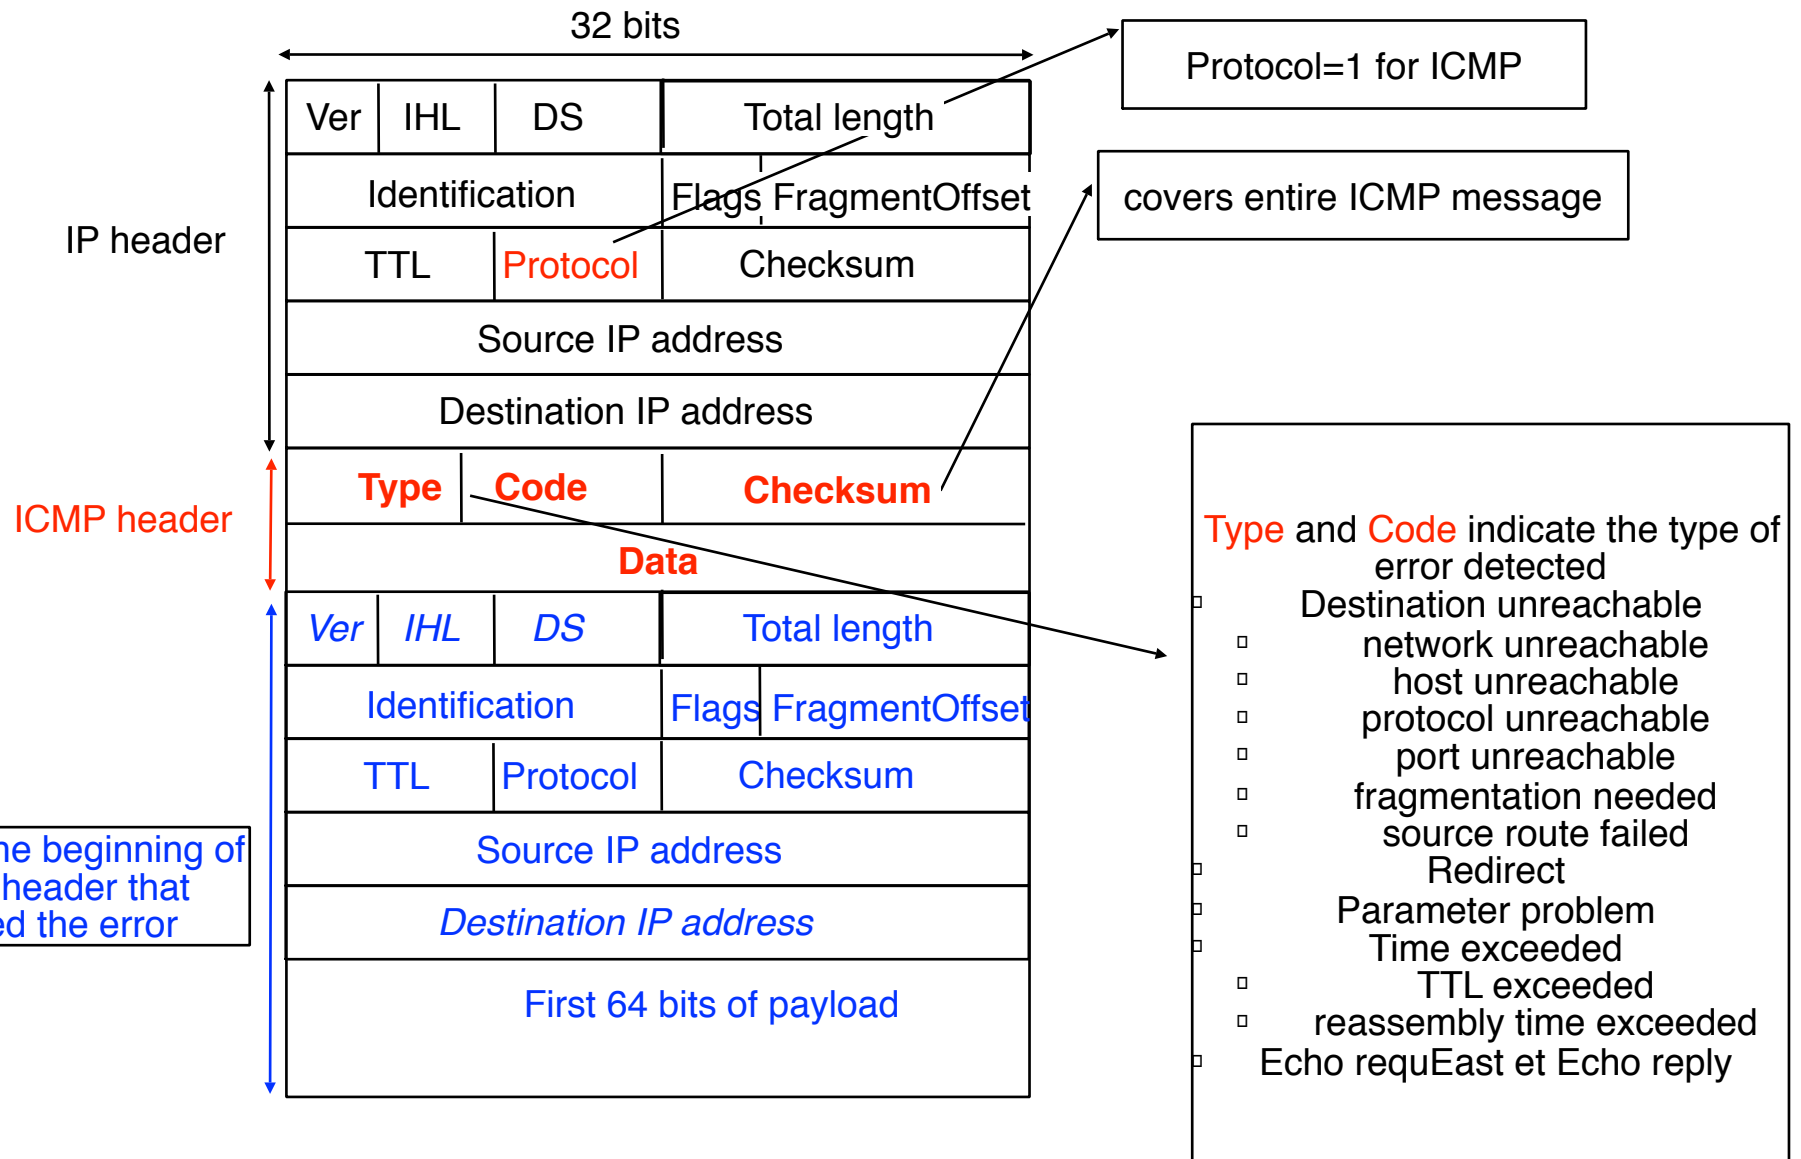 32 bits
Protocol=1 for ICMP
Ver IHL DS Total length
Identification Flags FragmentOffset
covers entire ICMP message
IP header
TTL Protocol Checksum
Source IP address
Destination IP address
Type Code Checksum
ICMP header
Data
Ver IHL DS Total length
Identification Flags FragmentOffset
TTL Protocol Checksum
Source IP address
Destination IP address
First 64 bits of payload
beginning of
header that
the error
Type and Code indicate the type of
error detected
Destination unreachable
network unreachable
host unreachable
protocol unreachable
port unreachable
fragmentation needed
source route failed
Redirect
Parameter problem
Time exceeded
TTL exceeded
reassembly time exceeded
Echo requEast et Echo reply